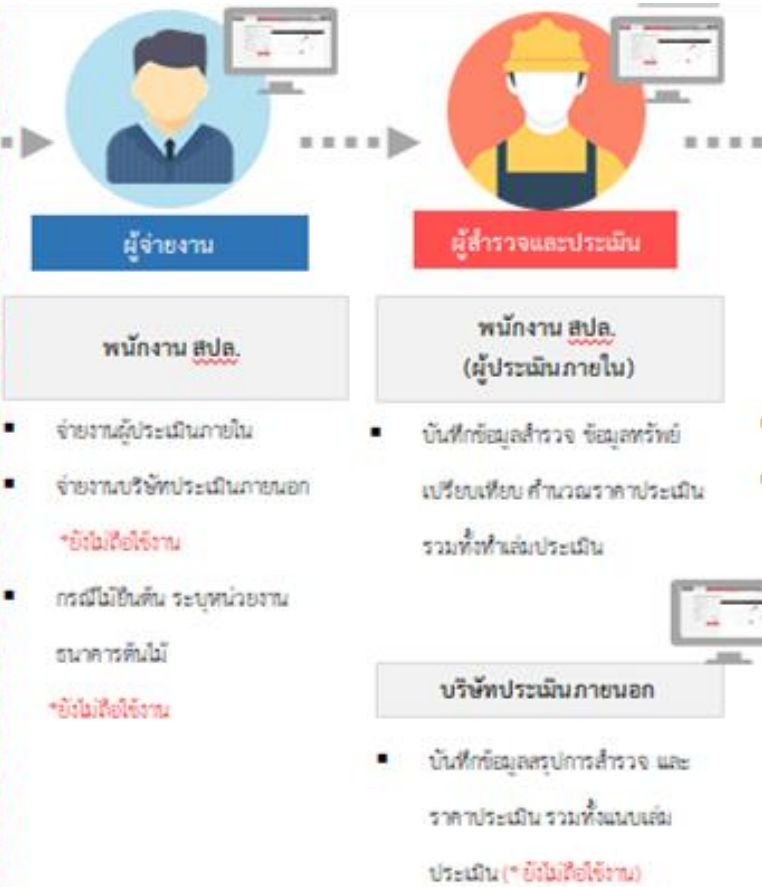 ผู้จ่ายงาน
พนักงาน สปล.
จ่ายงานผู้ประเมินภายใน
จ่ายงานบริษัทประเมินภายนอก
*ยังไม่ถือใช้งาน
กรณีไม้ยืนต้น ระบุหน่วยงาน
ธนาคารต้นไม้
*ยังไม่ถือใช้งาน
ผู้สำรวจและประเมิน
พนักงาน สปล.
(ผู้ประเมินภายใน)
บันทึกข้อมูลสำรวจ ข้อมูลทรัพย์
เปรียบเทียบ คำนวณราคาประเมิน
รวมทั้งทำเล่มประเมิน
บริษัทประเมินภายนอก
บันทึกข้อมูลสรุปการสำรวจ และ
ราคาประเมิน รวมทั้งแนบเล่ม
ประเมิน (* ยังไม่ถือใช้งาน)